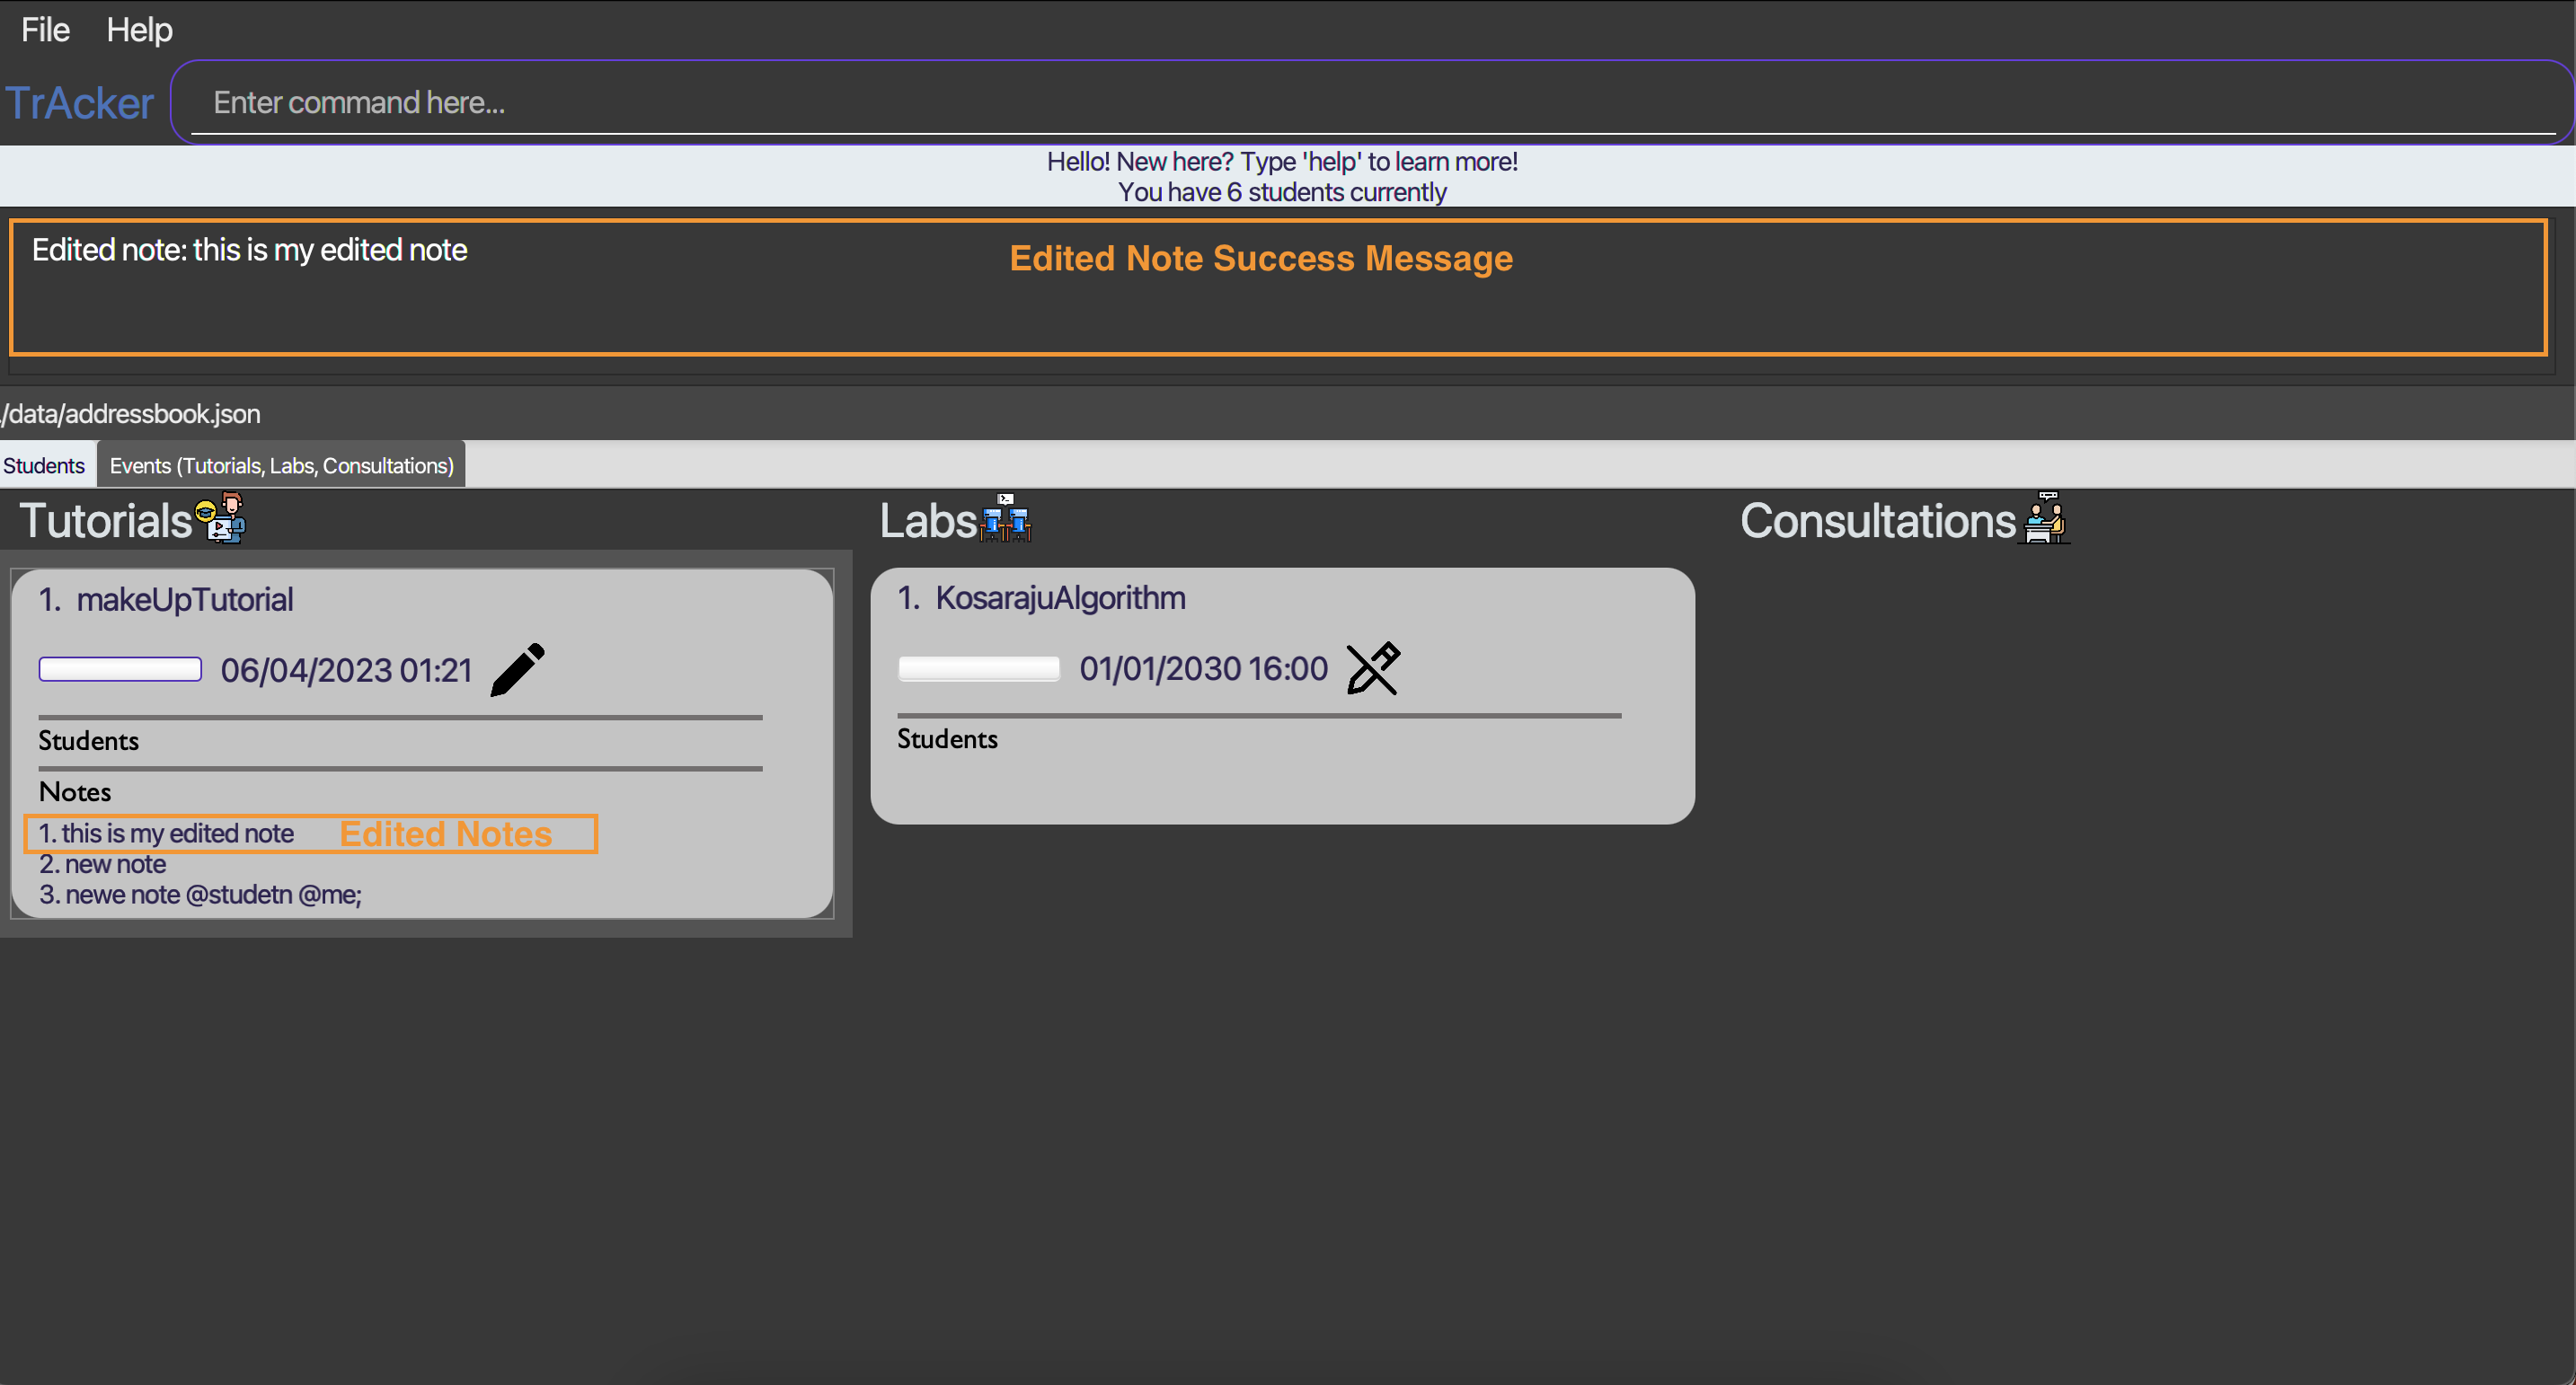 File Help
TrAcker Enter command here...
Hello! New here? Type 'help' to learn more!
You have 6 students currently
Edited note: this is my edited note Edited Note Success Message
/data/addressbook.json
Students Events (Tutorials, Labs, Consultations)
Tutorials Labs Consultations
1. makeUpTutorial
06/04/2023 01:21
Students
Notes
1. this is my edited note Edited Notes
2. new note
3. newe note @studetn @me;
1. KosarajuAlgorithm
01/01/2030 16:00
Students